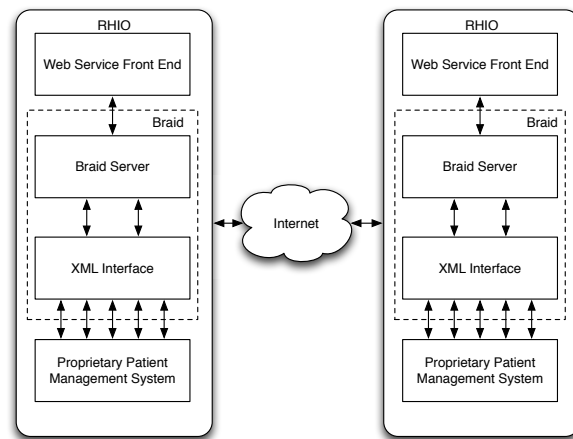 RHIO
Web Service Front End
Braid
Braid Server
XML Interface
Proprietary Patient
Management System
Internet
RHIO
Web Service Front End
Braid
Braid Server
XML Interface
Proprietary Patient
Management System